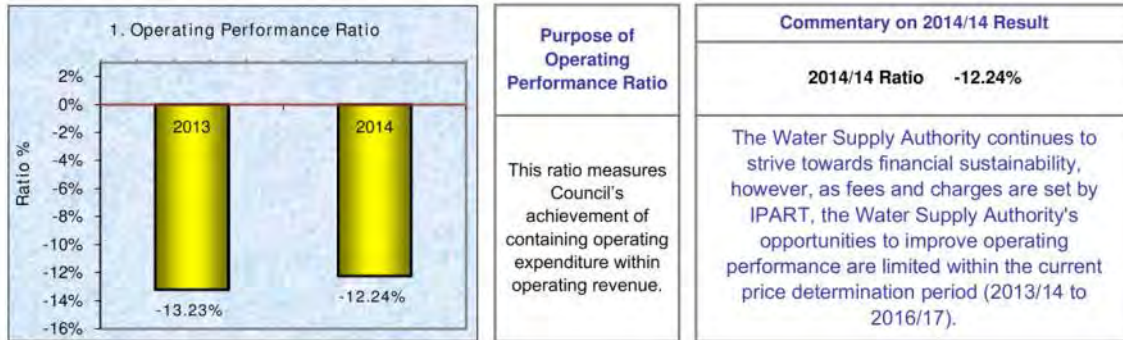 1. Operating Performance Ratio
2%
0%
-2%
-4%
-6%
-8%
-10%
-12%
-14%
-16%
Ratio %
2013
2014
-13.23%
-12.24%
Purpose of
Operating
Performance Ratio
This ratio measures
Council's
achievement of
containing operating
expenditure within
operating revenue.
Commentary on 2014/14 Result
2014/14 Ratio -12.24%
The Water Supply Authority continues to
strive towards financial sustainability,
however, as fees and charges are set by
IPART, the Water Supply Authority's
opportunities to improve operating
performance are limited within the current
price determination period (2013/14 to
2016/17).